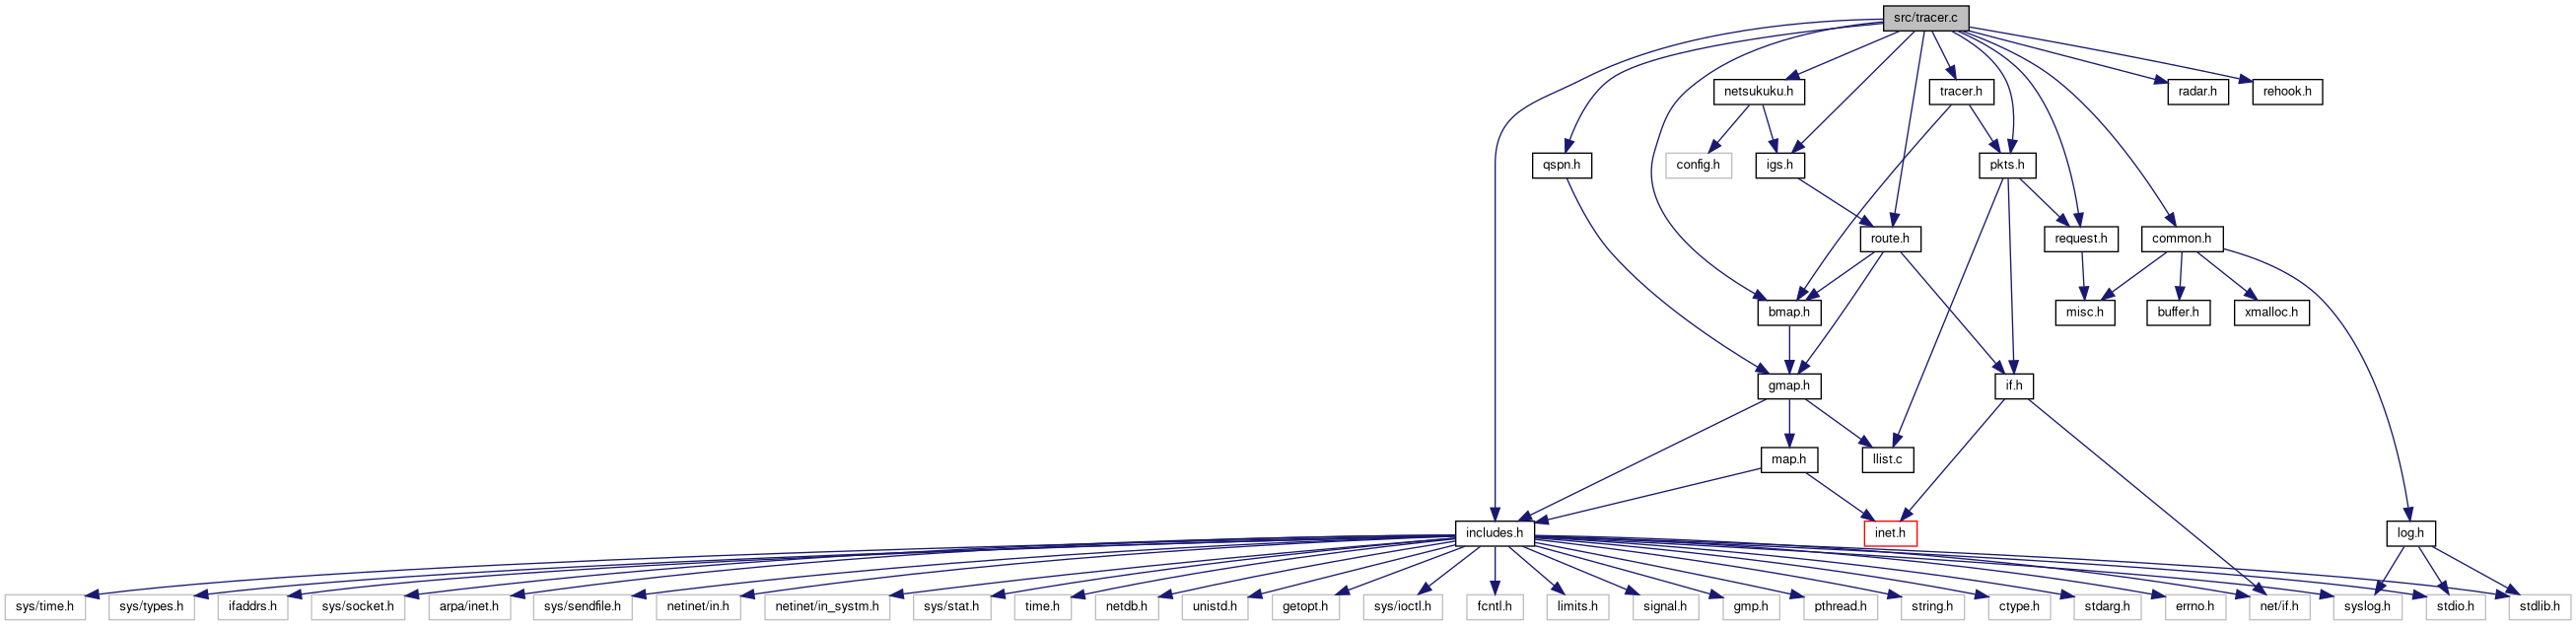 src/tracer.c
netsukuku.h
tracer.h
radar.h
rehook.h
qspn.h
config.h
igs.h
pkts.h
route.h
request.h
common.h
bmap.h
misc.h
buffer.h
xmalloc.h
gmap.h
if.h
map.h
llist.c
includes.h
inet.h
log.h
sys/time.h
sys/types.h
ifaddrs.h
sys/socket.h
arpa/inet.h
sys/sendfile.h
netinet/in.h
netinet/in_systm.h
sys/stat.h
time.h
netdb.h
unistd.h
getopt.h
sys/ioctl.h
fcntl.h
limits.h
signal.h
gmp.h
pthread.h
string.h
ctype.h
stdarg.h
errno.h
net/if.h
syslog.h
stdio.h
stdlib.h